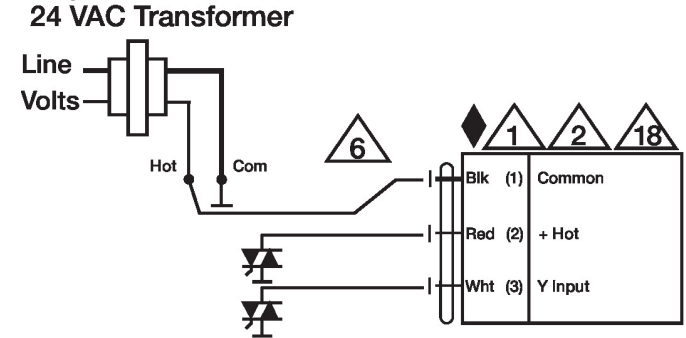 24 VAC Transformer
Line
Volts
Hot
Com
6
1
2
18
Blk (1) Common
Red (2) + Hot
Wht (3) Y Input